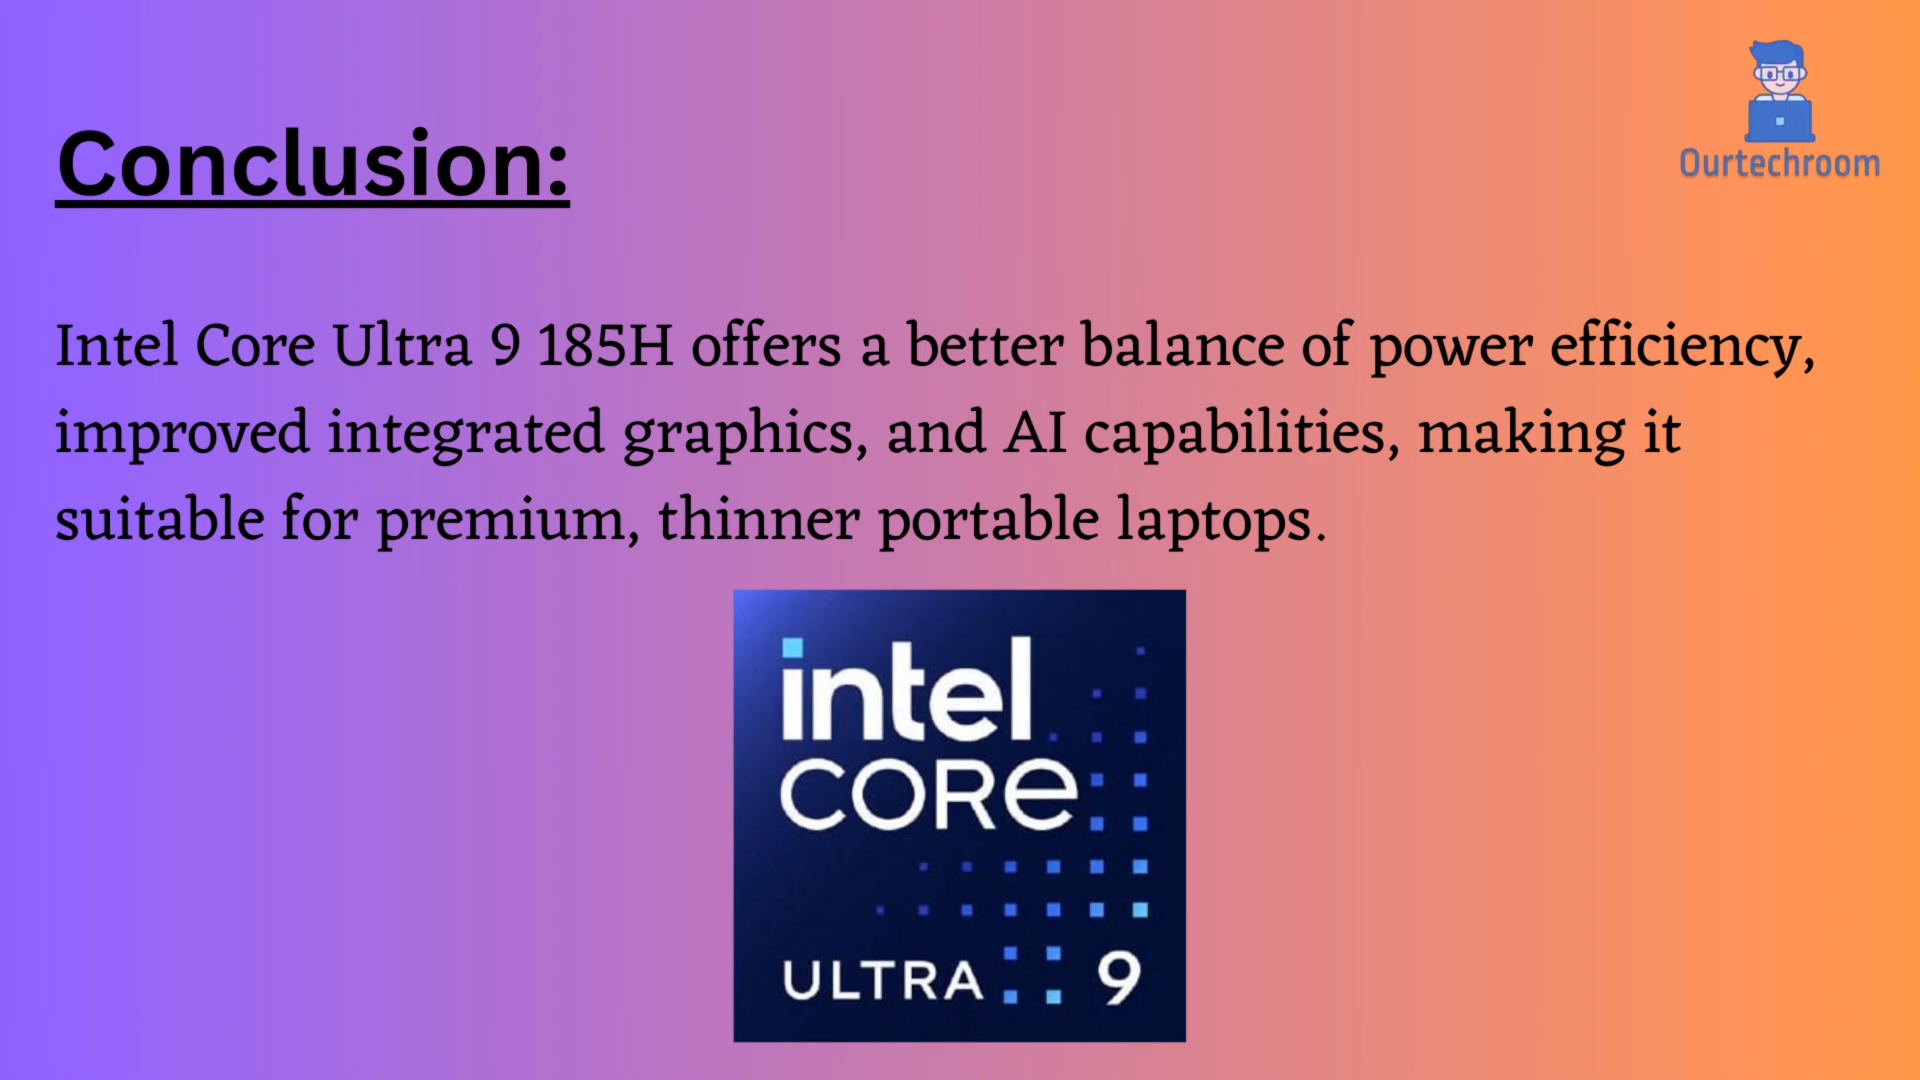 Ourtechroom
Conclusion:
Intel Core Ultra 9 185H offers a better balance of power efficiency,
improved integrated graphics, and AI capabilities, making it
suitable for premium, thinner portable laptops.
intel
CORe
ULTRA 9